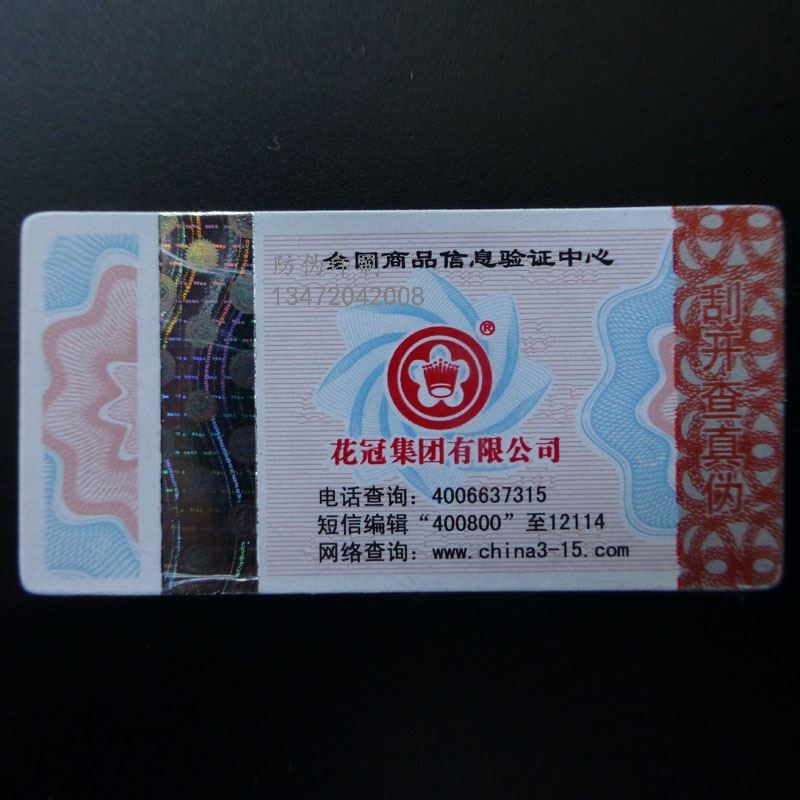 全国商品信息验证中心
防伪印刷
13472042008
®
花冠集团有限公司
电话查询：4006637315
短信编辑“400800”至12114
网络查询：www.china3-15.com
刮开查真伪